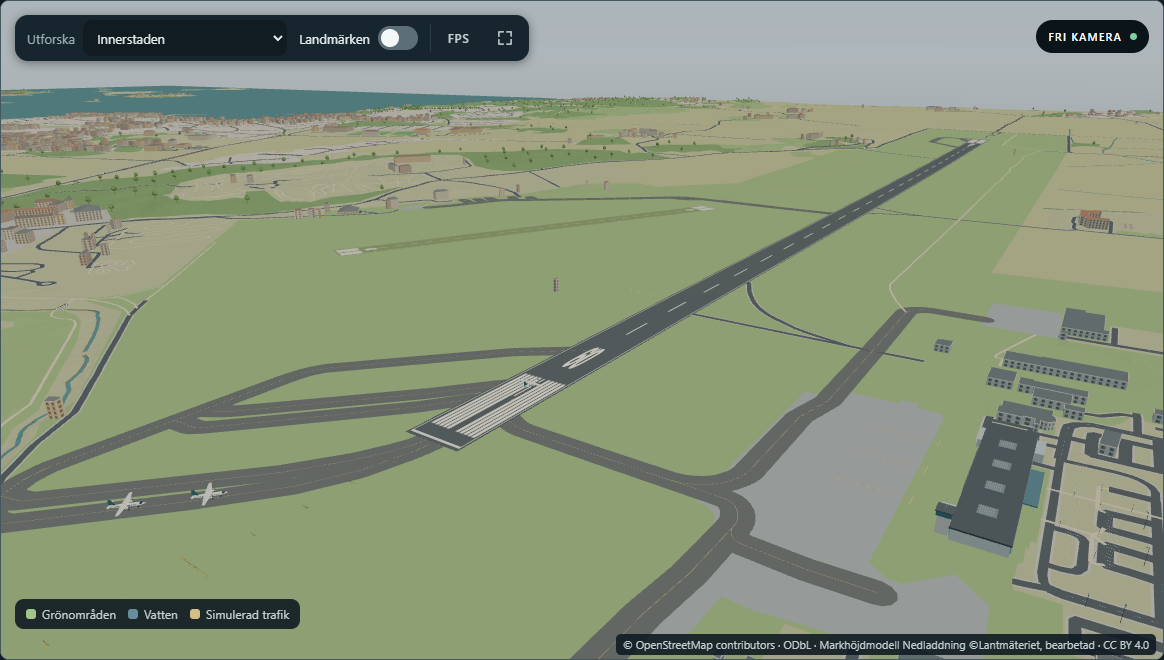 Utforska Innerstaden Landmärken FPS
FRI KAMERA
Grönområden Vatten Simulerad trafik
© OpenStreetMap contributors · ODbL · Markhöjdmodell Nedladdning ©Lantmäteriet, bearbetad · CC BY 4.0